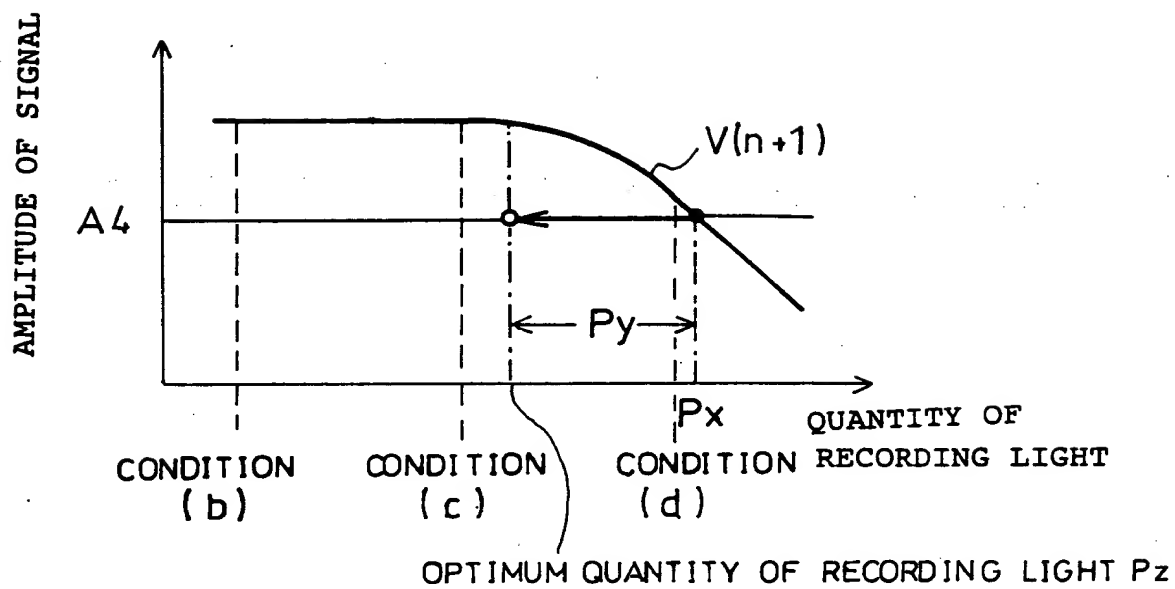 AMPLITUDE OF SIGNAL
V(n+1)
A4
Py
Px
QUANTITY OF
RECORDING LIGHT
CONDITION
(b)
CONDITION
(c)
CONDITION
(d)
OPTIMUM QUANTITY OF RECORDING LIGHT Pz